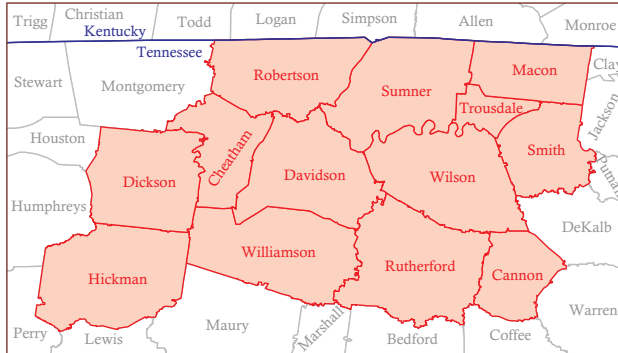 Trigg
Christian
Todd
Logan
Simpson
Allen
Monroe
Kentucky
Tennessee
Stewart
Montgomery
Robertson
Sumner
Macon
Clay
Trousdale
Jackson
Houston
Cheatham
Smith
Dickson
Davidson
Wilson
Putnam
Humphreys
DeKalb
Williamson
Rutherford
Cannon
Hickman
Warren
Perry
Lewis
Maury
Marshall
Bedford
Coffee